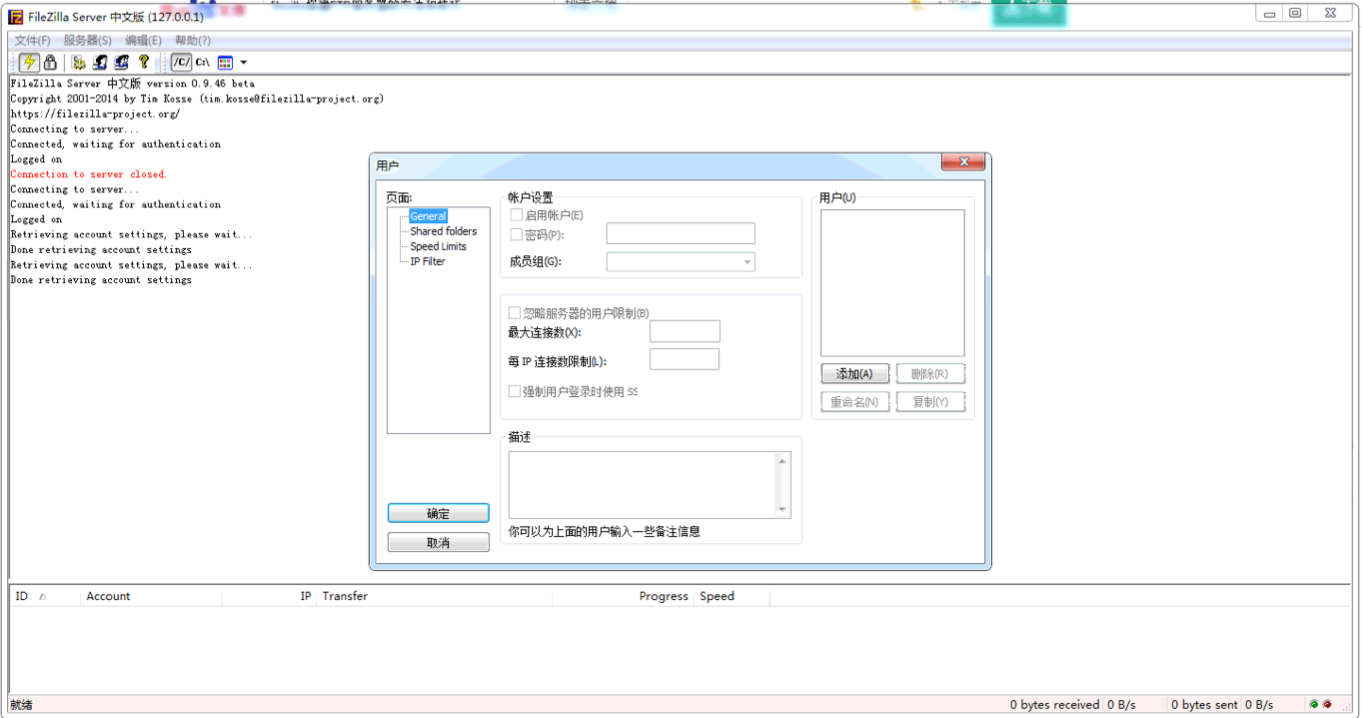 FileZilla Server 中文版 (127.0.0.1)
文件(F) 服务器(S) 编辑(E) 帮助(?)
/C/ C:\
FileZilla Server 中文版 version 0.9.46 beta
Copyright 2001-2014 by Tim Kosse (tim.kosse@filezilla-project.org)
https://filezilla-project.org/
Connecting to server...
Connected, waiting for authentication
Logged on
Connection to server closed.
Connecting to server...
Connected, waiting for authentication
Logged on
Retrieving account settings, please wait...
Done retrieving account settings
Retrieving account settings, please wait...
Done retrieving account settings
用户
页面:
General
Shared folders
Speed Limits
IP Filter
确定
取消
帐户设置
启用帐户(E)
密码(P):
成员组(G):
忽略服务器的用户限制(B)
最大连接数(X):
每 IP 连接数限制(L):
强制用户登录时使用 SS
描述
你可以为上面的用户输入一些备注信息
用户(U)
添加(A) 删除(R)
重命名(N) 复制(Y)
ID Account IP Transfer Progress Speed
就绪 0 bytes received 0 B/s 0 bytes sent 0 B/s